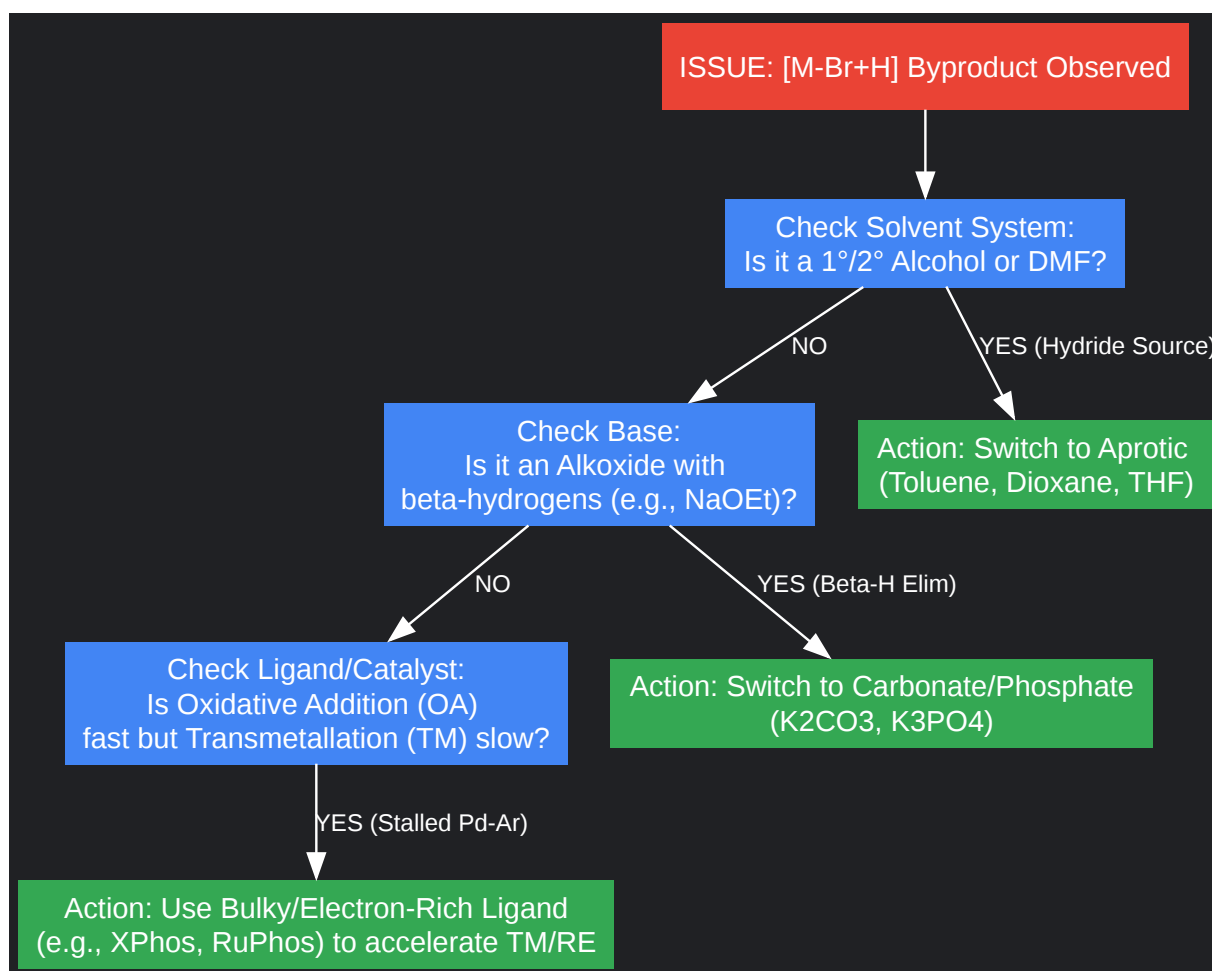 ISSUE: [M-Br+H] Byproduct Observed
Check Solvent System:
Is it a 1°/2° Alcohol or DMF?
NO
YES (Hydride Source)
Check Base:
Is it an Alkoxide with
beta-hydrogens (e.g., NaOEt)?
Action: Switch to Aprotic
(Toluene, Dioxane, THF)
NO
YES (Beta-H Elim)
Check Ligand/Catalyst:
Is Oxidative Addition (OA)
fast but Transmetallation (TM) slow?
Action: Switch to Carbonate/Phosphate
(K2CO3, K3PO4)
YES (Stalled Pd-Ar)
Action: Use Bulky/Electron-Rich Ligand
(e.g., XPhos, RuPhos) to accelerate TM/RE